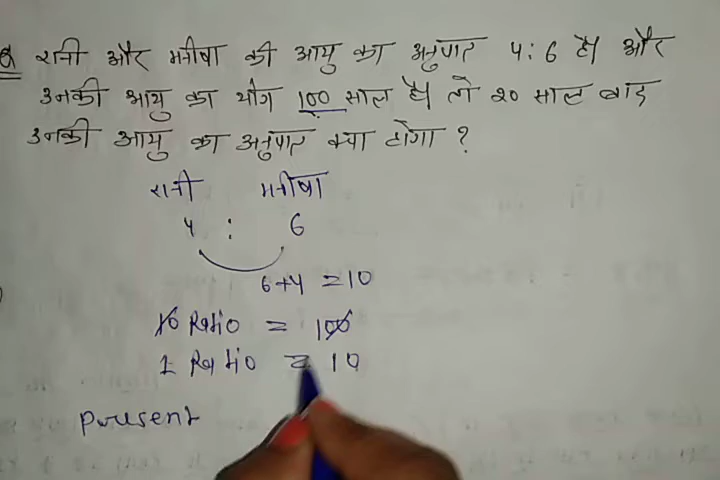 Q रानी और मनीषा की आयु का अनुपात 4:6 है। और
उनकी आयु का योग 100 साल है। तो 20 साल बाद
उनकी आयु का अनुपात क्या होगा ?
रानी मनीषा
4 : 6
6+4 =10
10 Ratio = 100
1 Ratio = 10
Present